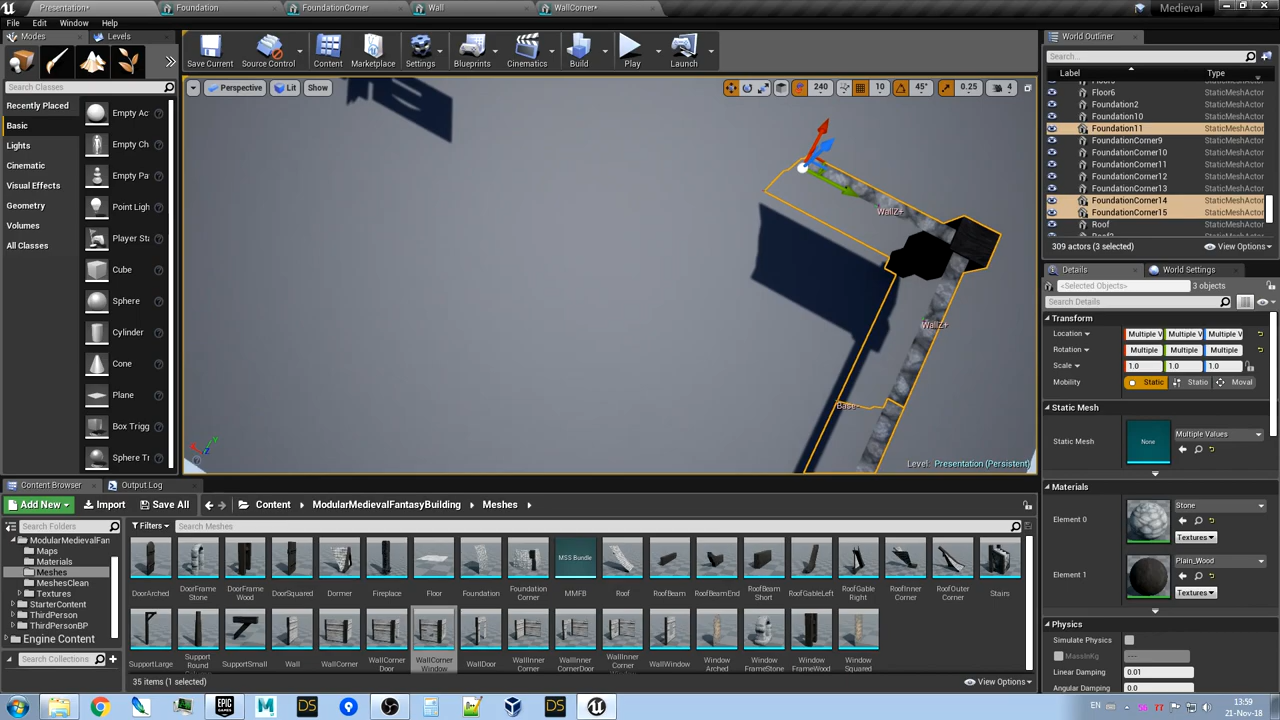 Presentation*
Foundation
FoundationCorner
Wall
WallCorner*
Medieval
File Edit Window Help
Modes
Levels
Search Classes
Recently Placed
Basic
Lights
Cinematic
Visual Effects
Geometry
Volumes
All Classes
Empty Ac
Empty Ch
Empty Pa
Point Ligh
Player Sta
Cube
Sphere
Cylinder
Cone
Plane
Box Trigg
Sphere Tr
Save Current
Source Control
Content
Marketplace
Settings
Blueprints
Cinematics
Build
Play
Launch
Perspective
Lit
Show
240
10
45°
0.25
4
WallZ+
WallZ+
Base-
Level: Presentation (Persistent)
World Outliner
Search...
Label
Type
Floor6 StaticMeshActor
Foundation2 StaticMeshActor
Foundation10 StaticMeshActor
Foundation11 StaticMeshActor
FoundationCorner9 StaticMeshActor
FoundationCorner10 StaticMeshActor
FoundationCorner11 StaticMeshActor
FoundationCorner12 StaticMeshActor
FoundationCorner13 StaticMeshActor
FoundationCorner14 StaticMeshActor
FoundationCorner15 StaticMeshActor
Roof StaticMeshActor
309 actors (3 selected)
View Options
Details
World Settings
<Selected Objects>
3 objects
Search Details
Transform
Location Multiple V Multiple V Multiple V
Rotation Multiple Multiple Multiple
Scale 1.0 1.0 1.0
Mobility Static Statio Moval
Static Mesh
Static Mesh
None
Multiple Values
Materials
Element 0
Stone
Textures
Element 1
Plain_Wood
Textures
Physics
Simulate Physics
MassInKg ---
Linear Damping 0.01
Angular Damping 0.0
Content Browser
Output Log
Add New
Import
Save All
Content
ModularMedievalFantasyBuilding
Meshes
Search Folders
Filters
Search Meshes
ModularMedievalFan
Maps
Materials
Meshes
MeshesClean
Textures
StarterContent
ThirdPerson
ThirdPersonBP
Engine Content
Search Collections
DoorArched
DoorFrame Stone
DoorFrame Wood
DoorSquared
Dormer
Fireplace
Floor
Foundation
Foundation Corner
MSS Bundle
MMFB
Roof
RoofBeam
RoofBeamEnd
RoofBeam Short
RoofGableLeft
RoofGable Right
RoofInner Corner
RoofOuter Corner
Stairs
SupportLarge
Support Round
SupportSmall
Wall
WallCorner
WallCorner Door
WallCorner Window
WallDoor
WallInner Corner
WallInner CornerDoor
WallInner Corner
WallWindow
Window Arched
Window FrameStone
Window FrameWood
Window Squared
35 items (1 selected)
View Options
EN
56 77
13:59
21-Nov-18